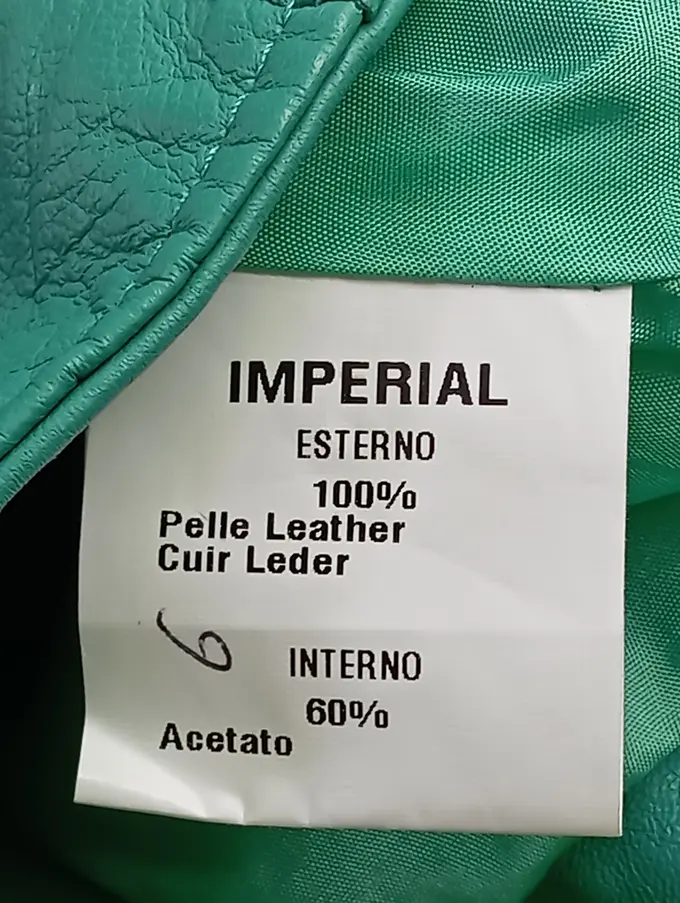 IMPERIAL
ESTERNO
100%
Pelle Leather
Cuir Leder
6
INTERNO
60%
Acetato